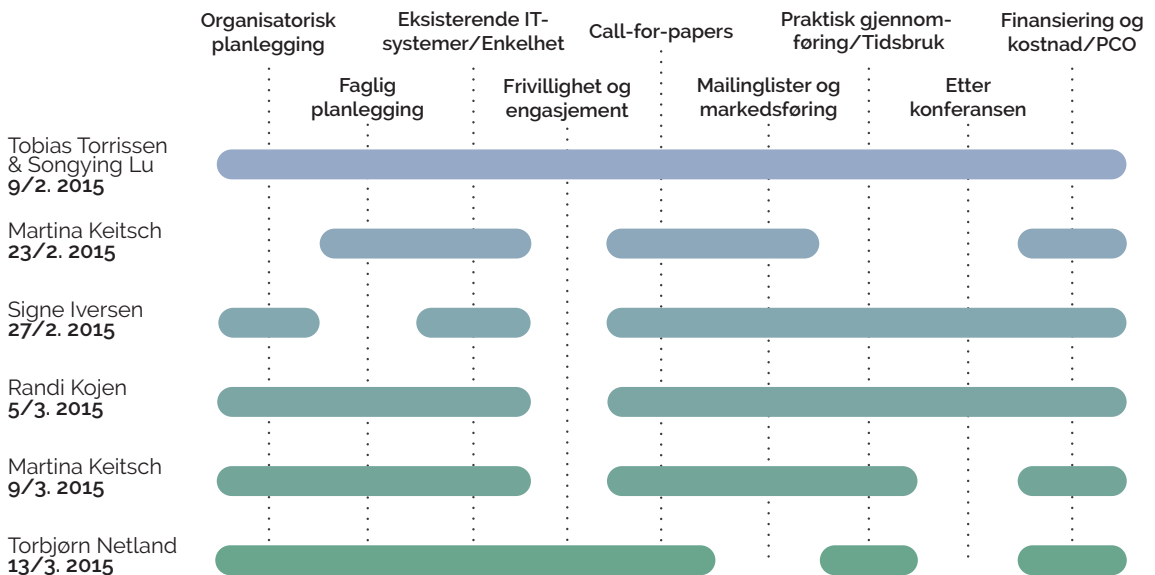 Organisatorisk
planlegging
Eksisterende IT-
systemer/Enkelhet
Call-for-papers
Praktisk gjennom-
føring/Tidsbruk
Finansiering og
kostnad/PCO
Faglig
planlegging
Frivillighet og
engasjement
Mailinglister og
markedsføring
Etter
konferansen
Tobias Torrissen
& Songying Lu
9/2. 2015
Martina Keitsch
23/2. 2015
Signe Iversen
27/2. 2015
Randi Kojen
5/3. 2015
Martina Keitsch
9/3. 2015
Torbjørn Netland
13/3. 2015